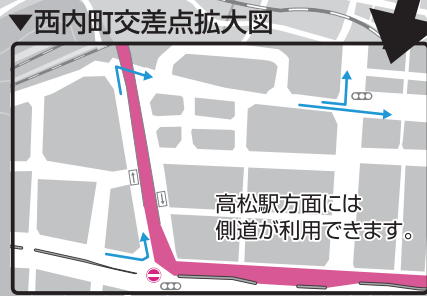 ▼西内町交差点拡大図
高松駅方面には
側道が利用できます。